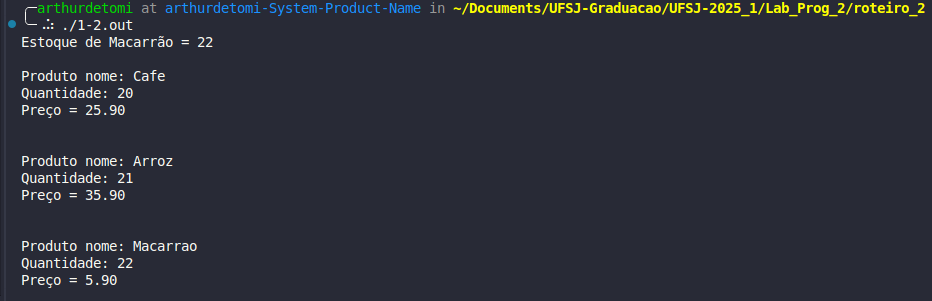 arthurdetomi at arthurdetomi-System-Product-Name in ~/Documents/UFSJ-Graduacao/UFSJ-2025_1/Lab_Prog_2/roteiro_2
./1-2.out
Estoque de Macarrão = 22
Produto nome: Cafe
Quantidade: 20
Preço = 25.90
Produto nome: Arroz
Quantidade: 21
Preço = 35.90
Produto nome: Macarrao
Quantidade: 22
Preço = 5.90